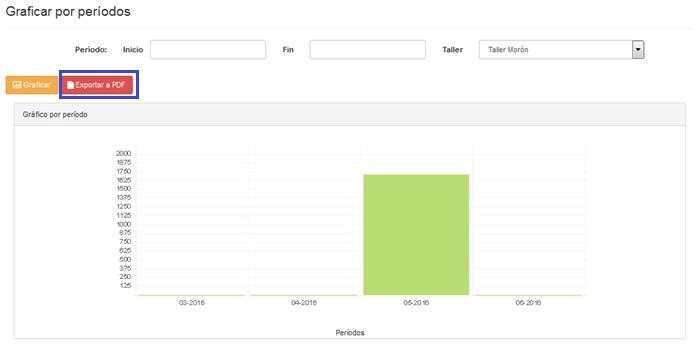 Graficar por períodos
Período: Inicio Fin Taller Taller Morón
Graficar Exportar a PDF
Gráfico por período
2000
1875
1750
1625
1500
1375
1250
1125
1000
875
750
625
500
375
250
125
03-2016 04-2016 05-2016 06-2016
Períodos